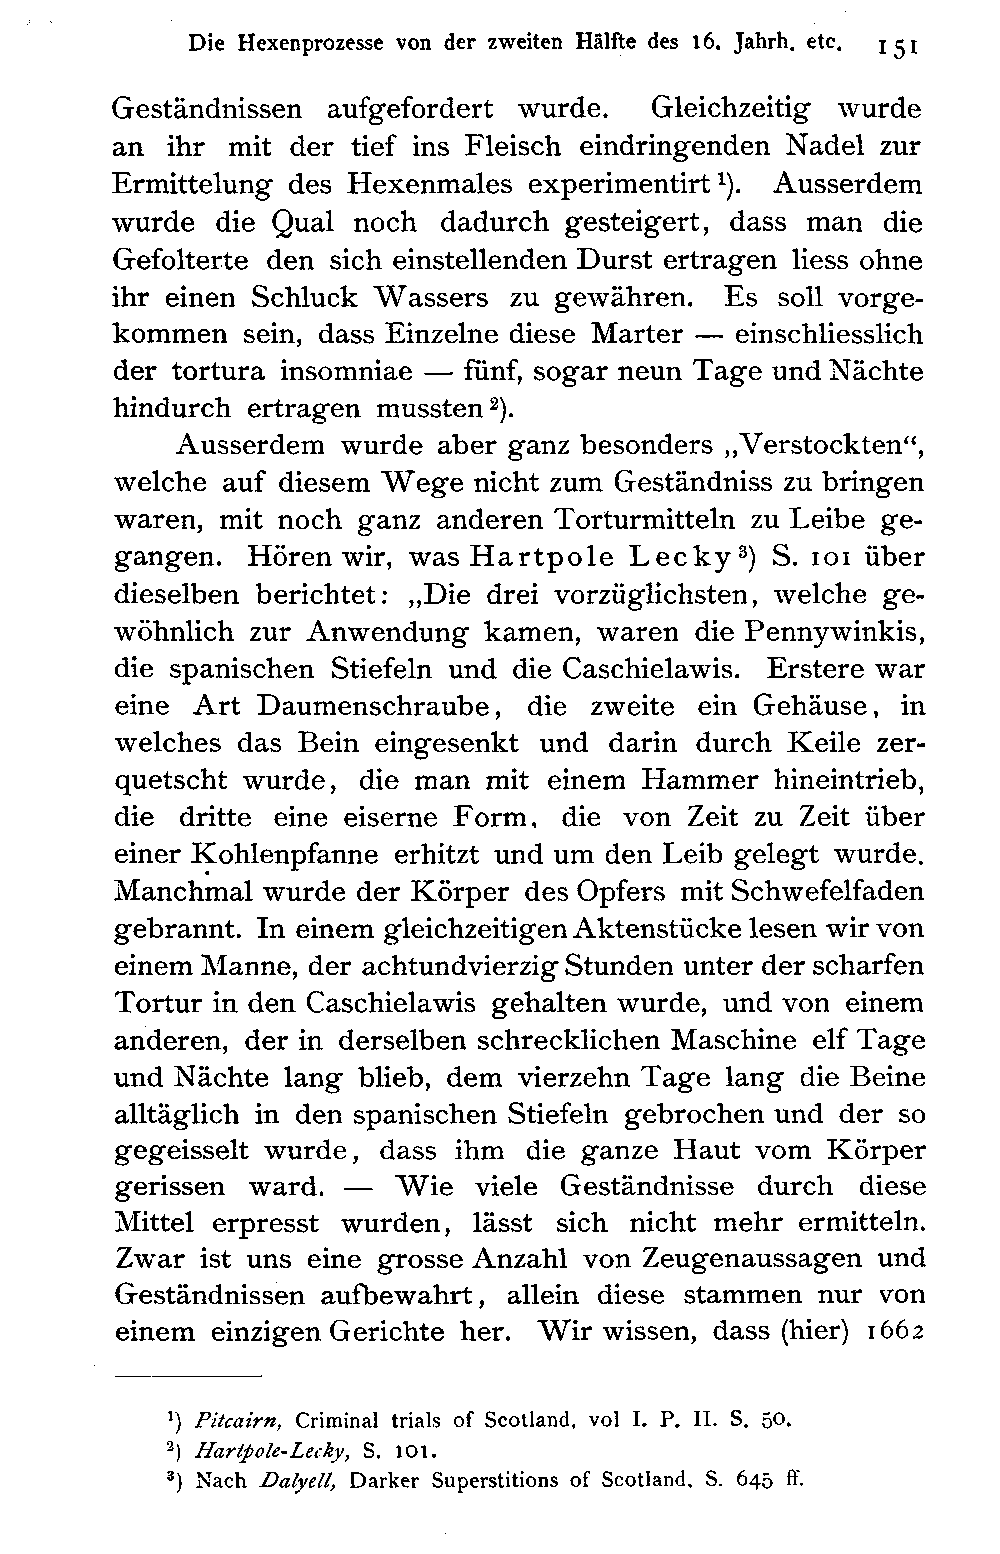 Die Hexenprozesse von der zweiten Hälfte des 16. Jahrh. etc. 151
Geständnissen aufgefordert wurde. Gleichzeitig wurde
an ihr mit der tief ins Fleisch eindringenden Nadel zur
Ermittelung des Hexenmales experimentirt ¹). Ausserdem
wurde die Qual noch dadurch gesteigert, dass man die
Gefolterte den sich einstellenden Durst ertragen liess ohne
ihr einen Schluck Wassers zu gewähren. Es soll vorge-
kommen sein, dass Einzelne diese Marter — einschliesslich
der tortura insomniae — fünf, sogar neun Tage und Nächte
hindurch ertragen mussten ²).
Ausserdem wurde aber ganz besonders „Verstockten“,
welche auf diesem Wege nicht zum Geständniss zu bringen
waren, mit noch ganz anderen Torturmitteln zu Leibe ge-
gangen. Hören wir, was Hartpole Lecky ³) S. 101 über
dieselben berichtet: „Die drei vorzüglichsten, welche ge-
wöhnlich zur Anwendung kamen, waren die Pennywinkis,
die spanischen Stiefeln und die Caschielawis. Erstere war
eine Art Daumenschraube, die zweite ein Gehäuse, in
welches das Bein eingesenkt und darin durch Keile zer-
quetscht wurde, die man mit einem Hammer hineintrieb,
die dritte eine eiserne Form, die von Zeit zu Zeit über
einer Kohlenpfanne erhitzt und um den Leib gelegt wurde.
Manchmal wurde der Körper des Opfers mit Schwefelfaden
gebrannt. In einem gleichzeitigen Aktenstücke lesen wir von
einem Manne, der achtundvierzig Stunden unter der scharfen
Tortur in den Caschielawis gehalten wurde, und von einem
anderen, der in derselben schrecklichen Maschine elf Tage
und Nächte lang blieb, dem vierzehn Tage lang die Beine
alltäglich in den spanischen Stiefeln gebrochen und der so
gegeisselt wurde, dass ihm die ganze Haut vom Körper
gerissen ward. — Wie viele Geständnisse durch diese
Mittel erpresst wurden, lässt sich nicht mehr ermitteln.
Zwar ist uns eine grosse Anzahl von Zeugenaussagen und
Geständnissen aufbewahrt, allein diese stammen nur von
einem einzigen Gerichte her. Wir wissen, dass (hier) 1662
¹) Pitcairn, Criminal trials of Scotland, vol I. P. II. S. 50.
²) Hartpole-Lecky, S. 101.
³) Nach Dalyell, Darker Superstitions of Scotland, S. 645 ff.